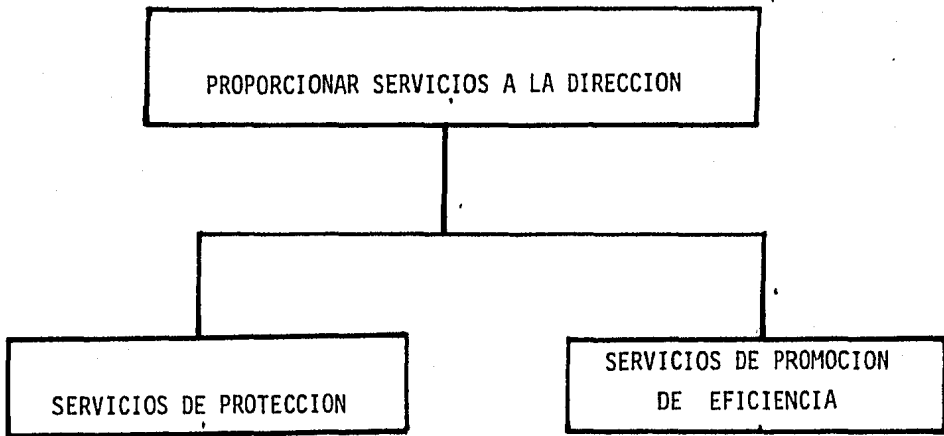 PROPORCIONAR SERVICIOS A LA DIRECCION
SERVICIOS DE PROTECCION
SERVICIOS DE PROMOCION
DE EFICIENCIA